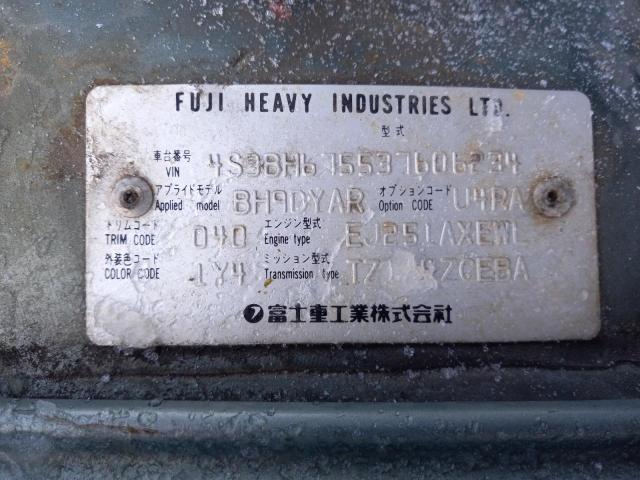 FUJI HEAVY INDUSTRIES LTD.
型式
車台番号 VIN 4S3BH675537606234
アプライドモデル Applied model BH9DYAR オプションコード Option CODE U4RA
トリムコード TRIM CODE 040 エンジン型式 Engine type EJ251AXEWL
外装色コード COLOR CODE 1Y4 ミッション型式 Transmission type
富士重工業株式会社